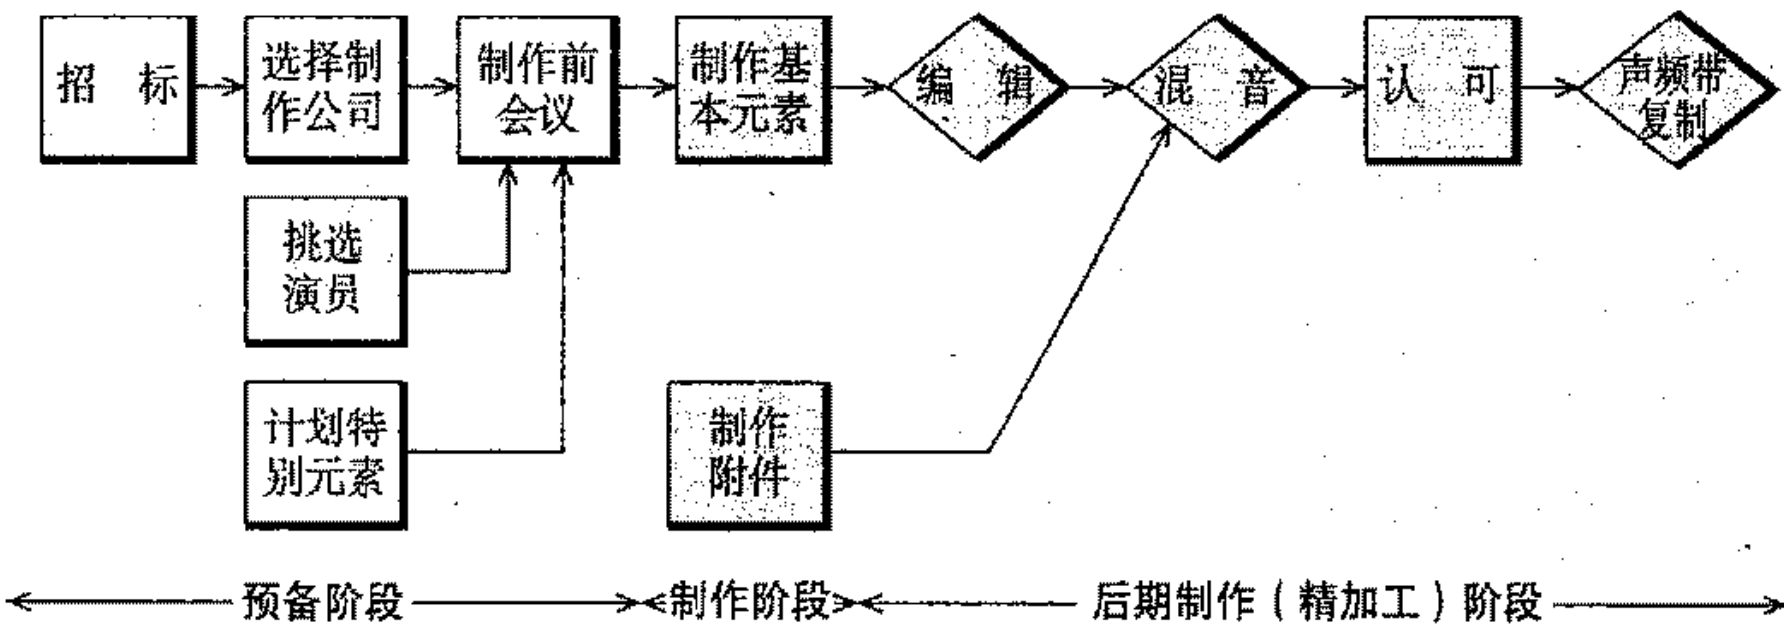 招 标
选择制
作公司
制作前
会议
制作基
本元素
编 辑
混 音
认 可
声频带
复制
挑选
演员
计划特
别元素
制作
附件
预备阶段
制作阶段
后期制作(精加工)阶段